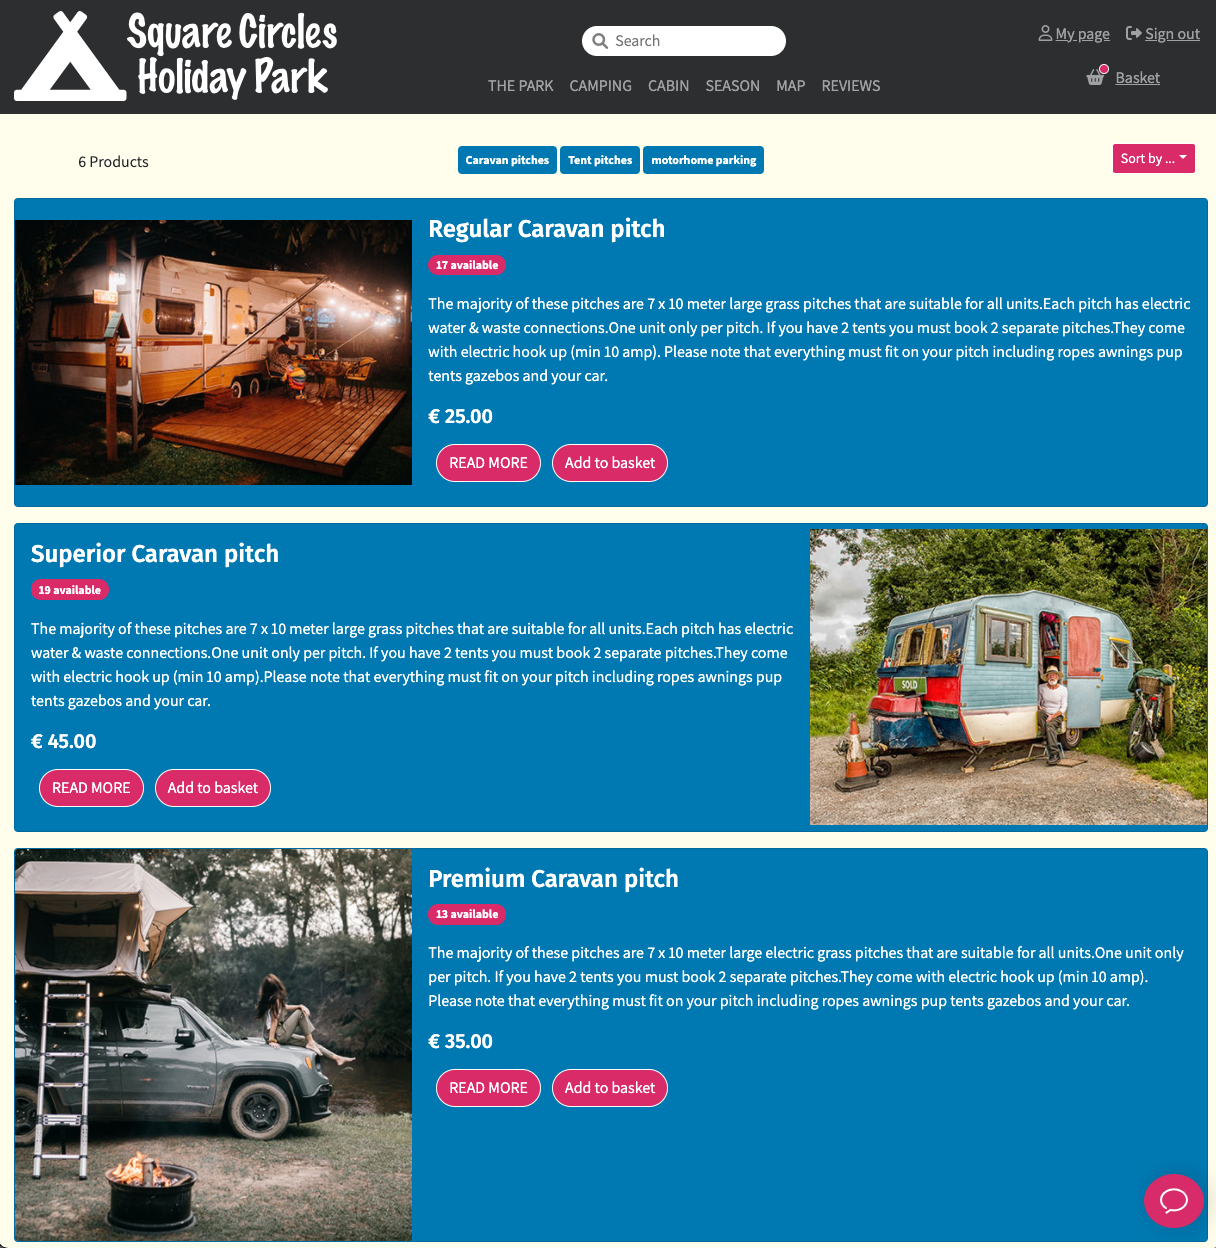 Square Circles
Holiday Park
Search
My page
Sign out
THE PARK CAMPING CABIN SEASON MAP REVIEWS
Basket
6 Products
Caravan pitches Tent pitches motorhome parking
Sort by ...
Regular Caravan pitch
17 available
The majority of these pitches are 7 x 10 meter large grass pitches that are suitable for all units.Each pitch has electric
water & waste connections.One unit only per pitch. If you have 2 tents you must book 2 separate pitches.They come
with electric hook up (min 10 amp). Please note that everything must fit on your pitch including ropes awnings pup
tents gazebos and your car.
€ 25.00
READ MORE Add to basket
Superior Caravan pitch
19 available
The majority of these pitches are 7 x 10 meter large grass pitches that are suitable for all units.Each pitch has electric
water & waste connections.One unit only per pitch. If you have 2 tents you must book 2 separate pitches.They come
with electric hook up (min 10 amp).Please note that everything must fit on your pitch including ropes awnings pup
tents gazebos and your car.
€ 45.00
READ MORE Add to basket
SOLD
Premium Caravan pitch
13 available
The majority of these pitches are 7 x 10 meter large electric grass pitches that are suitable for all units.One unit only
per pitch. If you have 2 tents you must book 2 separate pitches.They come with electric hook up (min 10 amp).
Please note that everything must fit on your pitch including ropes awnings pup tents gazebos and your car.
€ 35.00
READ MORE Add to basket